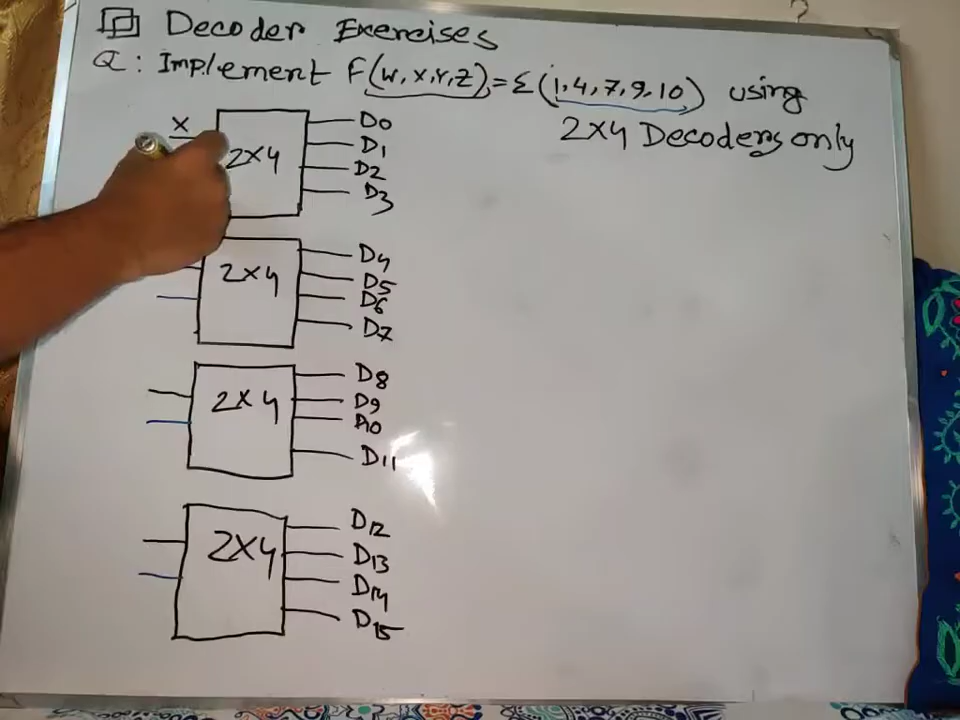 Decoder Exercises
Q: Implement F(W,X,Y,Z)=Σ(1,4,7,9,10) using
2X4 Decoders only
X
2X4
D0
D1
D2
D3
2X4
D4
D5
D6
D7
2X4
D8
D9
D10
D11
2X4
D12
D13
D14
D15